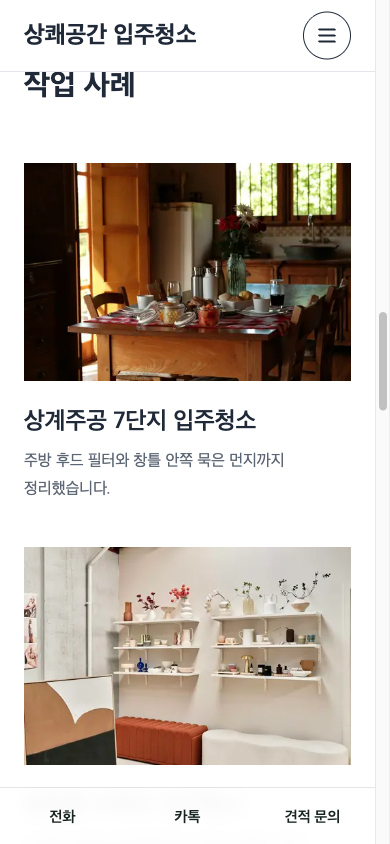 상쾌공간 입주청소
작업 사례
상계주공 7단지 입주청소
주방 후드 필터와 창틀 안쪽 묵은 먼지까지
정리했습니다.
전화
카톡
견적 문의